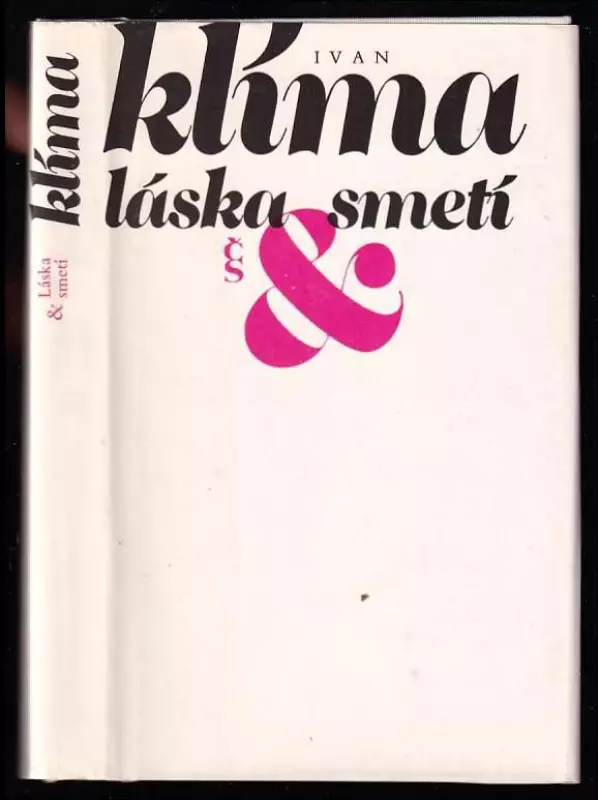 IVAN
klíma
láska & smetí
ČS
klíma
Láska
& smetí